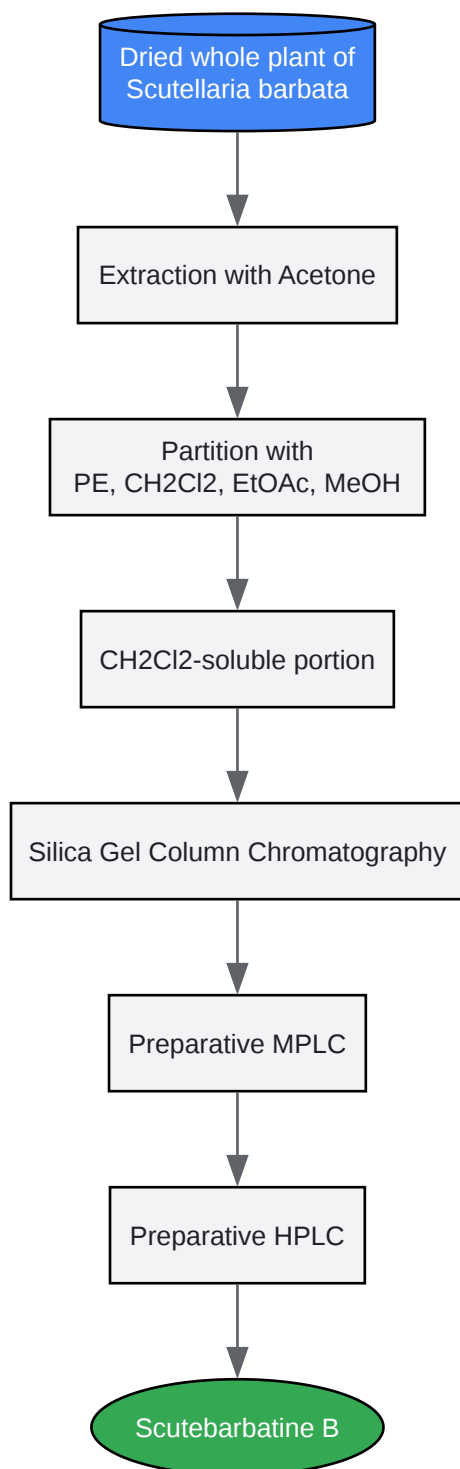 Dried whole plant of
Scutellaria barbata
Extraction with Acetone
Partition with
PE, CH2Cl2, EtOAc, MeOH
CH2Cl2-soluble portion
Silica Gel Column Chromatography
Preparative MPLC
Preparative HPLC
Scutebarbatine B